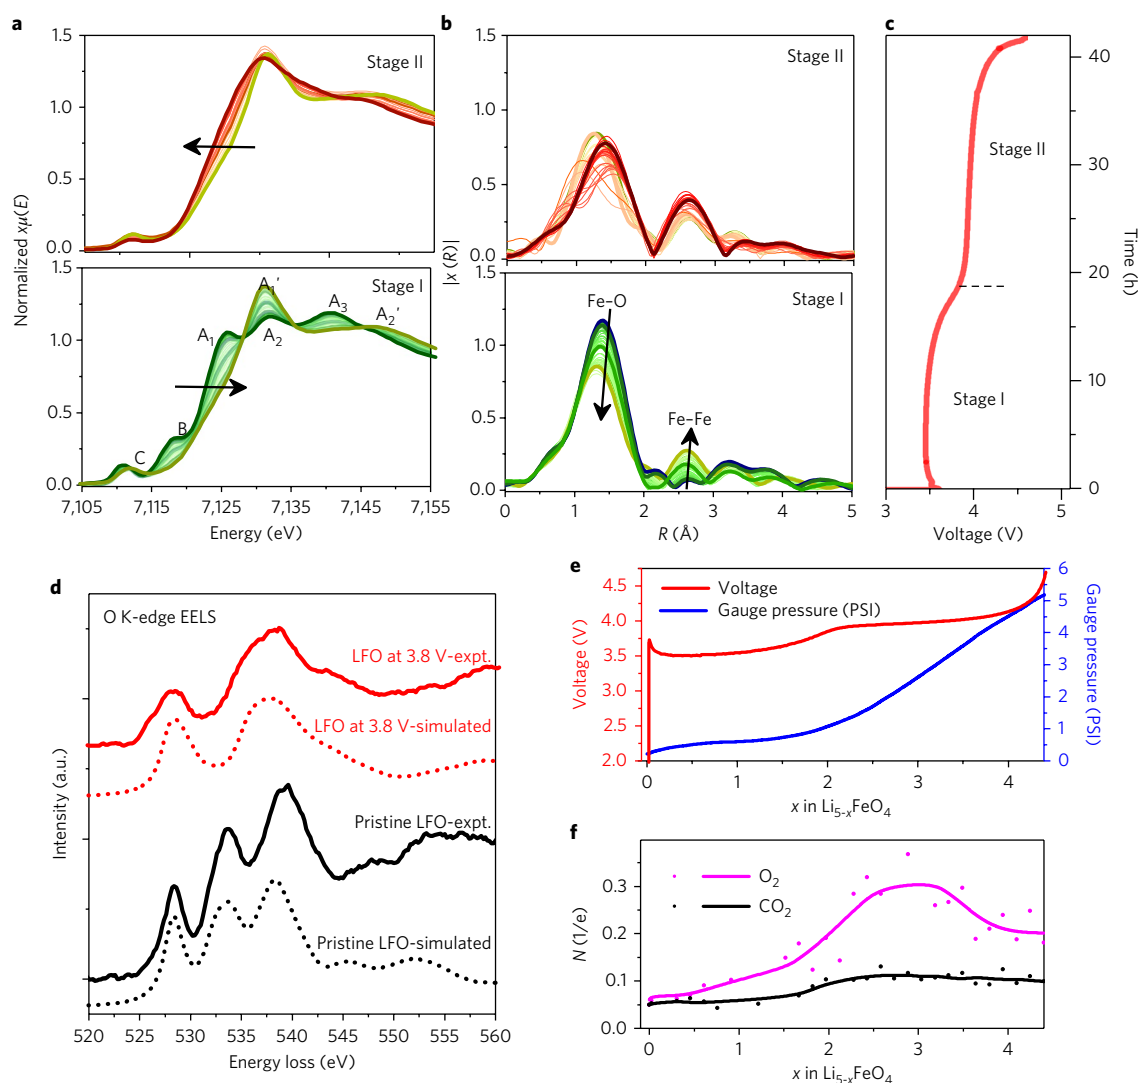 a
1.5
1.0
0.5
0.0
Stage II
1.5
1.0
0.5
0.0
Stage I
A1'
A3
A1
A2
A2'
B
C
7,105
7,115
7,125
7,135
7,145
7,155
Energy (eV)
Normalized xμ(E)
b
1.5
1.0
0.5
0.0
Stage II
1.5
1.0
0.5
0.0
Stage I
Fe–O
Fe–Fe
0
1
2
3
4
5
R (Å)
|x (R)|
c
Stage II
Stage I
40
30
20
10
0
Time (h)
3
4
5
Voltage (V)
d
O K-edge EELS
LFO at 3.8 V-expt.
LFO at 3.8 V-simulated
Pristine LFO-expt.
Pristine LFO-simulated
Intensity (a.u.)
520
525
530
535
540
545
550
555
560
Energy loss (eV)
e
Voltage
Gauge pressure (PSI)
4.5
4.0
3.5
3.0
2.5
2.0
Voltage (V)
6
5
4
3
2
1
0
Gauge pressure (PSI)
0
1
2
3
4
x in Li5-xFeO4
f
O2
CO2
0.3
0.2
0.1
0.0
N (1/e)
0
1
2
3
4
x in Li5-xFeO4